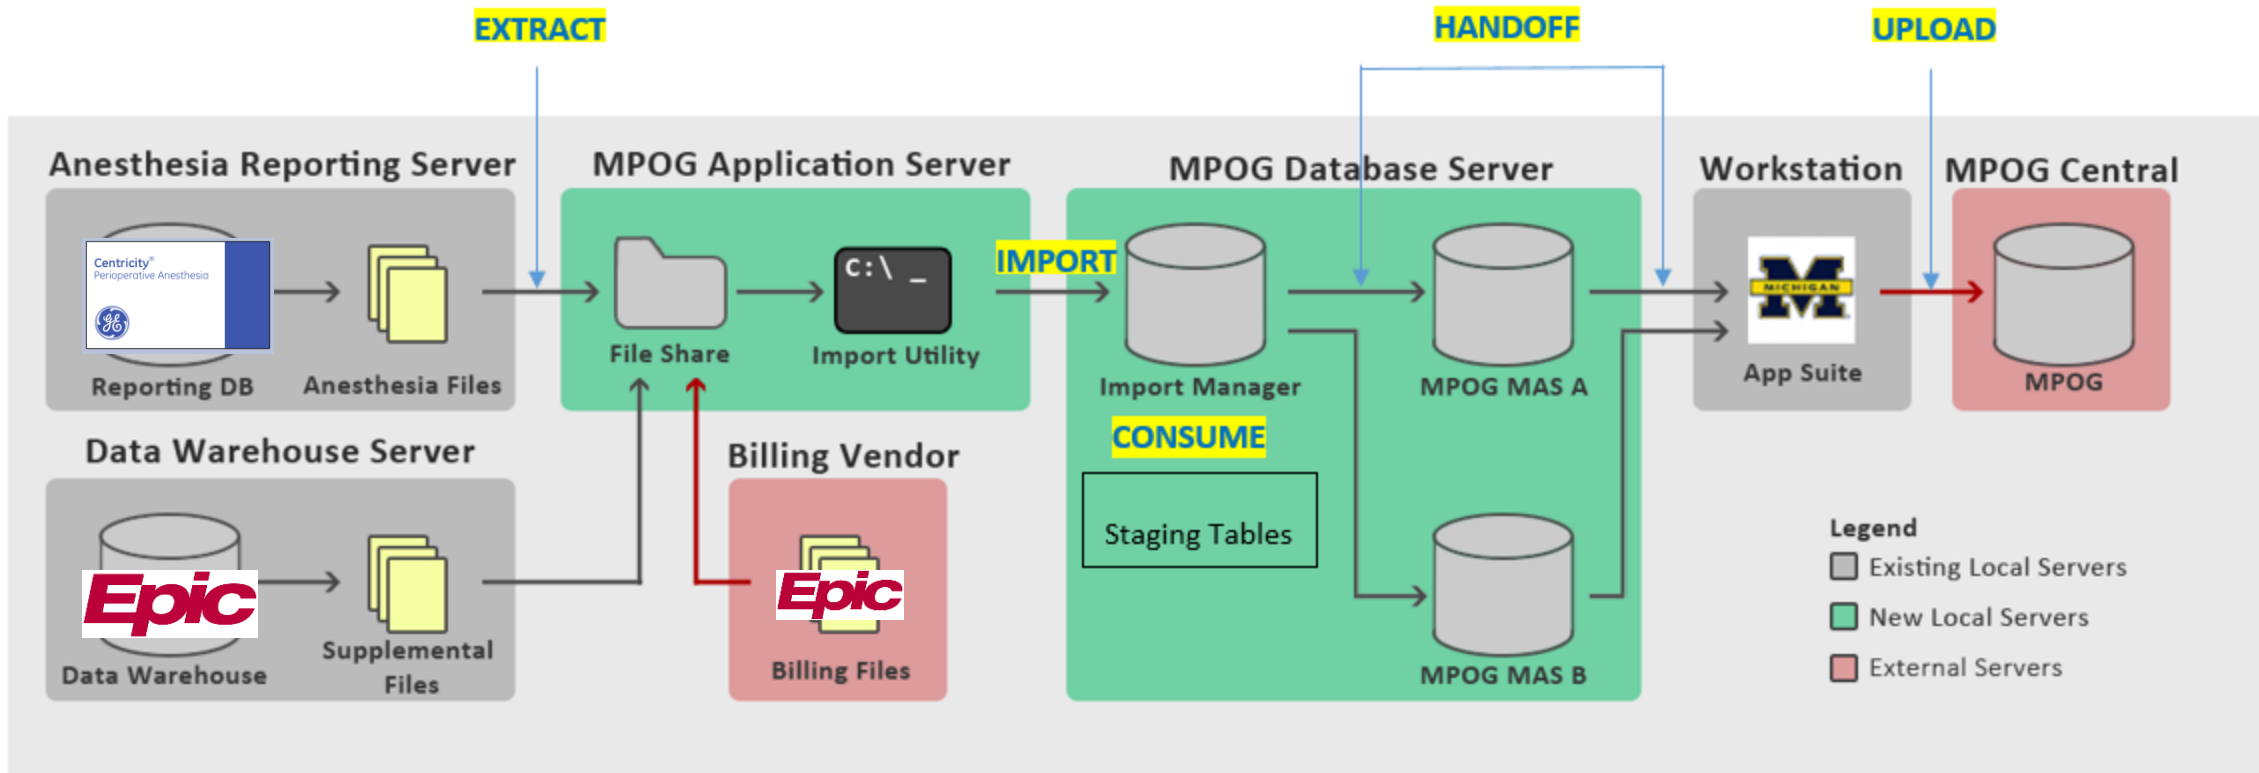 EXTRACT
HANDOFF
UPLOAD
Anesthesia Reporting Server
MPOG Application Server
MPOG Database Server
Workstation
MPOG Central
Centricity®
Perioperative Anesthesia
GE
Reporting DB
Anesthesia Files
File Share
C:\ _
Import Utility
IMPORT
Import Manager
MPOG MAS A
MICHIGAN
App Suite
MPOG
CONSUME
Staging Tables
MPOG MAS B
Data Warehouse Server
Epic
Data Warehouse
Supplemental
Files
Billing Vendor
Epic
Billing Files
Legend
Existing Local Servers
New Local Servers
External Servers